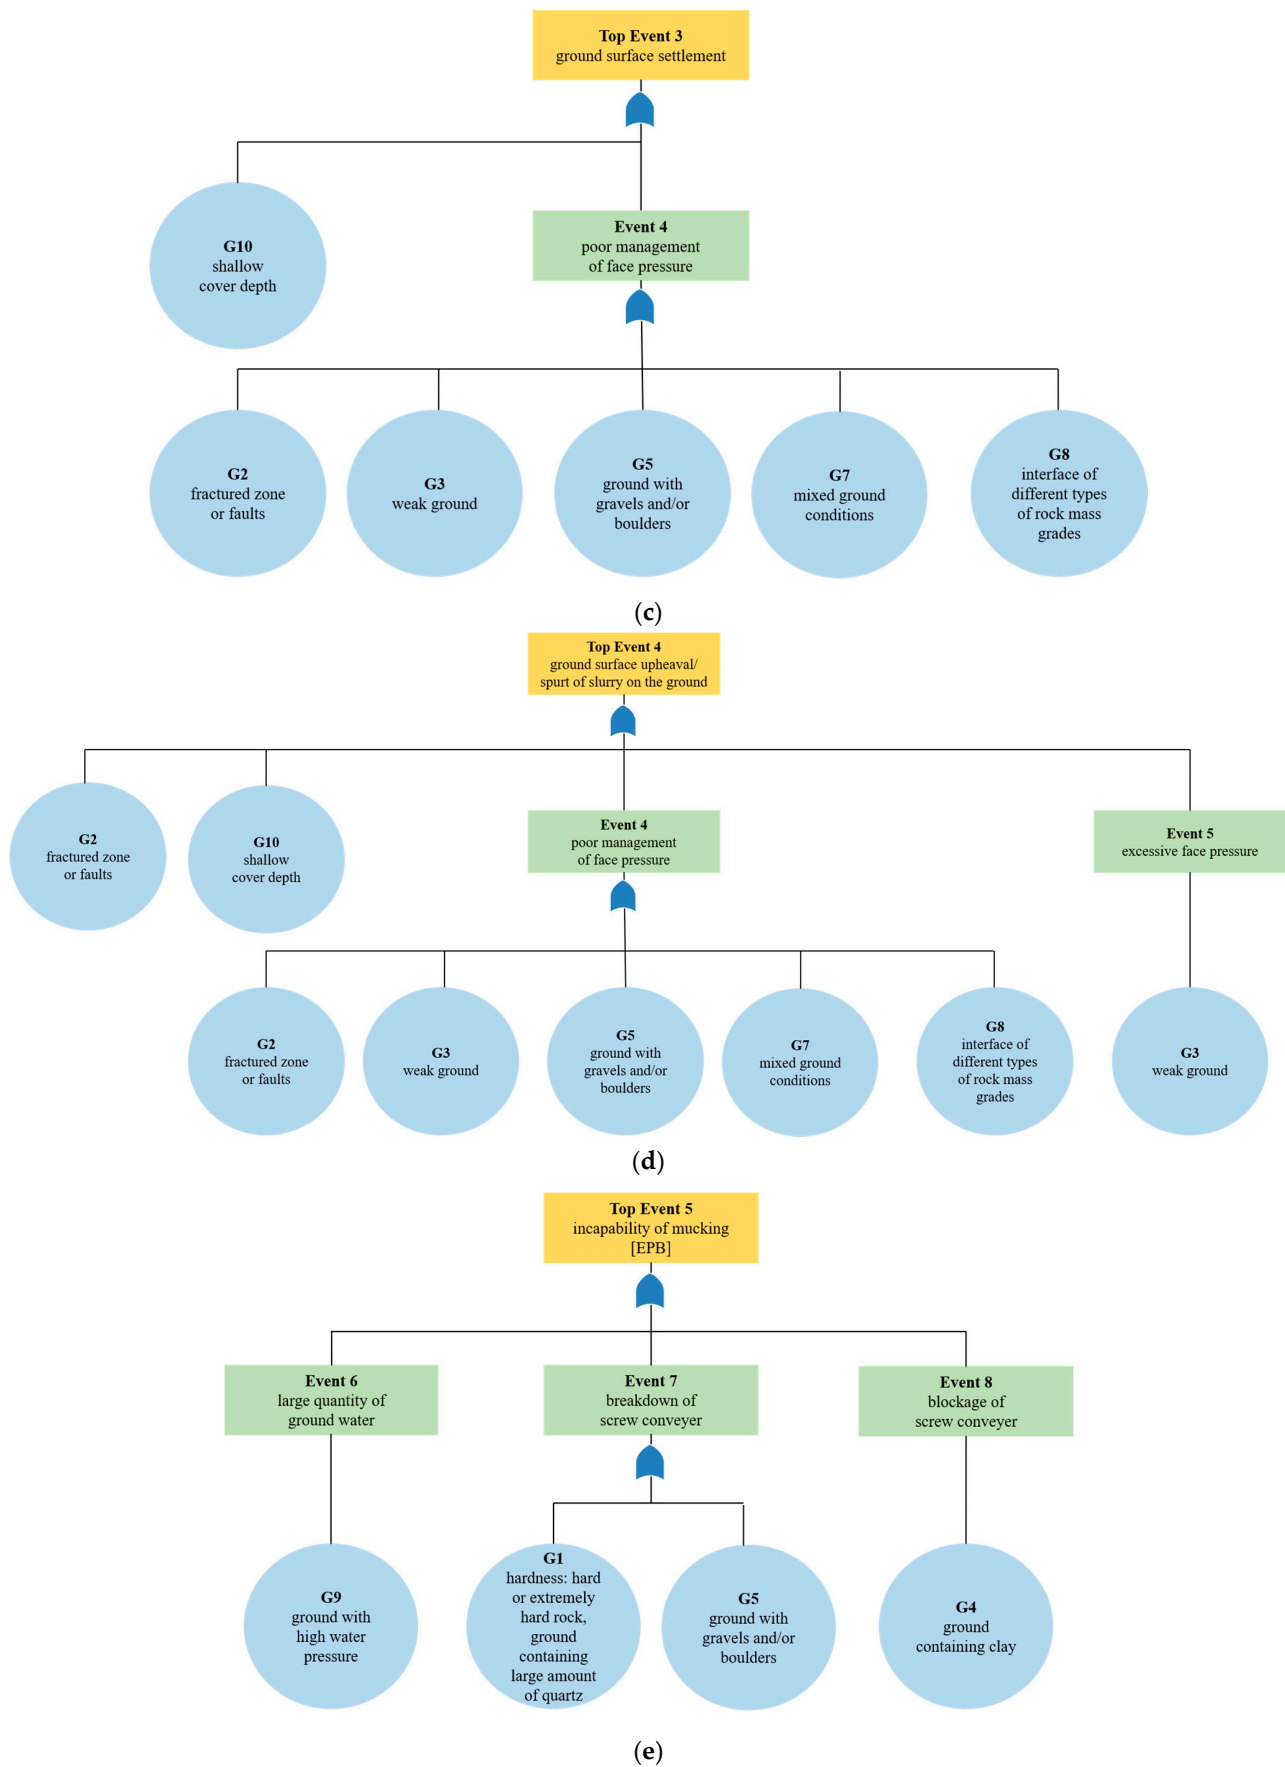 Top Event 3
ground surface settlement
G10
shallow
cover depth
Event 4
poor management
of face pressure
G2
fractured zone
or faults
G3
weak ground
G5
ground with
gravels and/or
boulders
G7
mixed ground
conditions
G8
interface of
different types
of rock mass
grades
(c)
Top Event 4
ground surface upheaval/
spurt of slurry on the ground
G2
fractured zone
or faults
G10
shallow
cover depth
Event 4
poor management
of face pressure
Event 5
excessive face pressure
G2
fractured zone
or faults
G3
weak ground
G5
ground with
gravels and/or
boulders
G7
mixed ground
conditions
G8
interface of
different types
of rock mass
grades
G3
weak ground
(d)
Top Event 5
incapability of mucking
[EPB]
Event 6
large quantity of
ground water
Event 7
breakdown of
screw conveyer
Event 8
blockage of
screw conveyer
G9
ground with
high water
pressure
G1
hardness: hard
or extremely
hard rock,
ground
containing
large amount
of quartz
G5
ground with
gravels and/or
boulders
G4
ground
containing clay
(e)